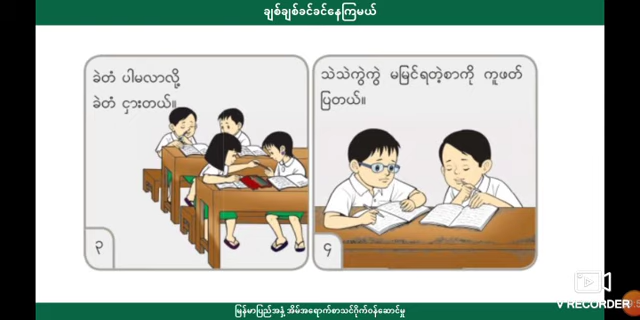 ချစ်ချစ်ခင်ခင်နေကြမယ်
ခဲတံ ပါမလာလို့
ခဲတံ ငှားတယ်။
၃
သဲသဲကွဲကွဲ မမြင်ရတဲ့စာကို ကူဖတ်
ပြတယ်။
၄
မြန်မာပြည်အနှံ့ အိမ်အရောက်စာသင်ဝိုက်ဝန်ဆောင်မှု
V RECORDER